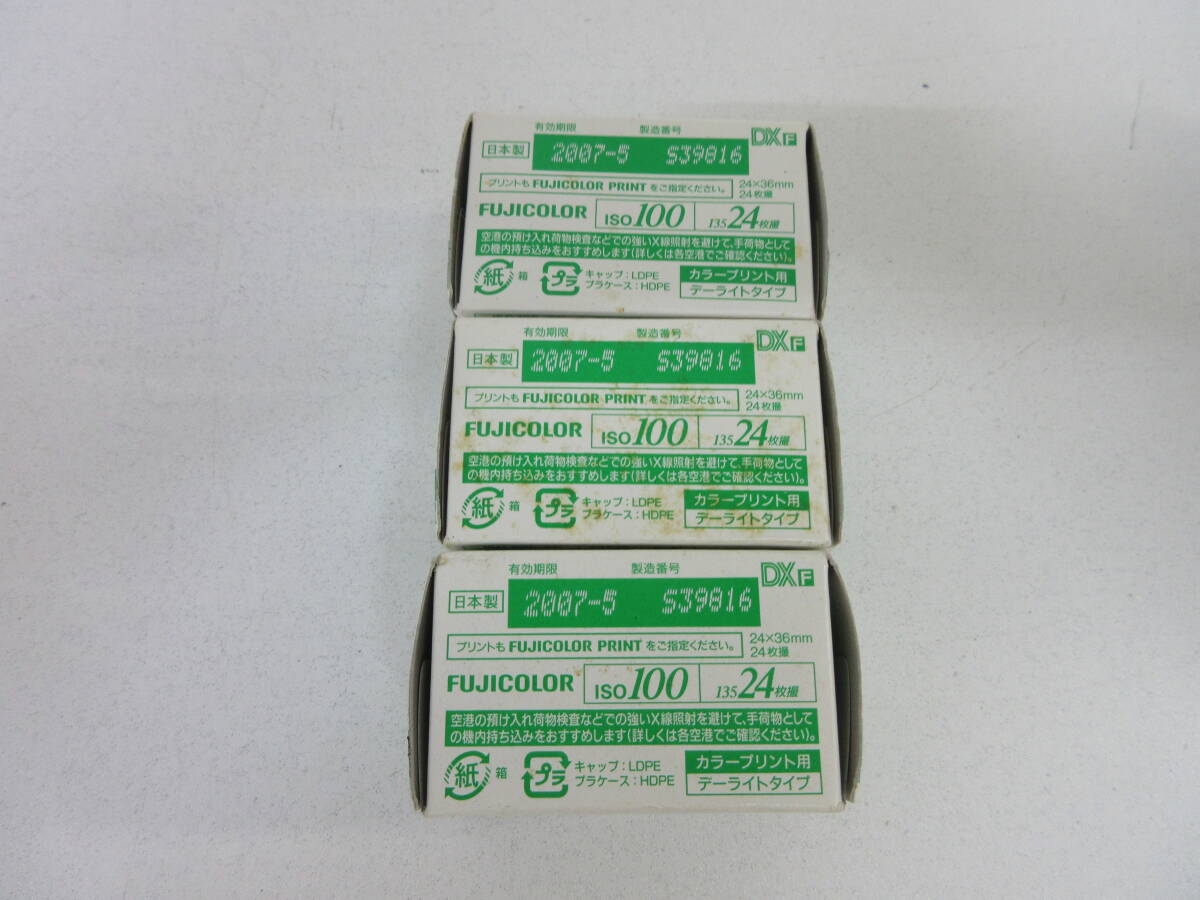 有効期限 製造番号 DXF
日本製 2007-5 S39816
プリントも FUJICOLOR PRINT をご指定ください。 24×36mm
24枚撮
FUJICOLOR ISO100 135 24枚撮
空港の預け入れ荷物検査などでの強いX線照射を避けて、手荷物として
の機内持ち込みをおすすめします(詳しくは各空港でご確認ください)。
紙 箱 プラ キャップ:LDPE カラープリント用
プラケース:HDPE デーライトタイプ
有効期限 製造番号 DXF
日本製 2007-5 S39816
プリントも FUJICOLOR PRINT をご指定ください。 24×36mm
24枚撮
FUJICOLOR ISO100 135 24枚撮
空港の預け入れ荷物検査などでの強いX線照射を避けて、手荷物として
の機内持ち込みをおすすめします(詳しくは各空港でご確認ください)。
紙 箱 プラ キャップ:LDPE カラープリント用
プラケース:HDPE デーライトタイプ
有効期限 製造番号 DXF
日本製 2007-5 S39816
プリントも FUJICOLOR PRINT をご指定ください。 24×36mm
24枚撮
FUJICOLOR ISO100 135 24枚撮
空港の預け入れ荷物検査などでの強いX線照射を避けて、手荷物として
の機内持ち込みをおすすめします(詳しくは各空港でご確認ください)。
紙 箱 プラ キャップ:LDPE カラープリント用
プラケース:HDPE デーライトタイプ